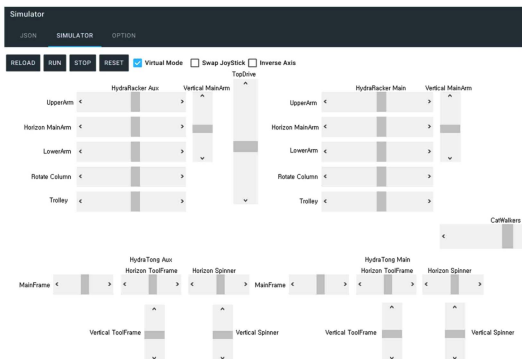 Simulator
JSON SIMULATOR OPTION
RELOAD RUN STOP RESET Virtual Mode Swap JoyStick Inverse Axis
TopDrive
HydraRacker Aux Vertical MainArm HydraRacker Main Vertical MainArm
UpperArm UpperArm
Horizon MainArm Horizon MainArm
LowerArm LowerArm
Rotate Column Rotate Column
Trolley Trolley
CatWalkers
HydraTong Aux HydraTong Main
Horizon ToolFrame Horizon Spinner Horizon ToolFrame Horizon Spinner
MainFrame MainFrame
Vertical ToolFrame Vertical Spinner Vertical ToolFrame Vertical Spinner